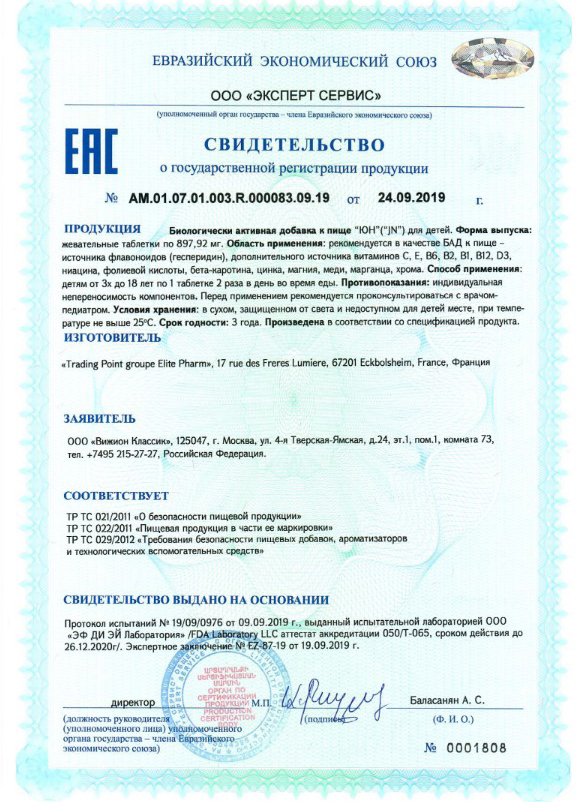 ЕВРАЗИЙСКИЙ ЭКОНОМИЧЕСКИЙ СОЮЗ
ООО «ЭКСПЕРТ СЕРВИС»
(уполномоченный орган государства – члена Евразийского экономического союза)
EAC
СВИДЕТЕЛЬСТВО
о государственной регистрации продукции
№ AM.01.07.01.003.R.000083.09.19 от 24.09.2019 г.
ПРОДУКЦИЯ Биологически активная добавка к пище "ЮН"("JN") для детей. Форма выпуска:
жевательные таблетки по 897,92 мг. Область применения: рекомендуется в качестве БАД к пище –
источника флавоноидов (гесперидин), дополнительного источника витаминов С, Е, В6, В2, В1, В12, D3,
ниацина, фолиевой кислоты, бета-каротина, цинка, магния, меди, марганца, хрома. Способ применения:
детям от 3х до 18 лет по 1 таблетке 2 раза в день во время еды. Противопоказания: индивидуальная
непереносимость компонентов. Перед применением рекомендуется проконсультироваться с врачом-
педиатром. Условия хранения: в сухом, защищенном от света и недоступном для детей месте, при темпе-
ратуре не выше 25°С. Срок годности: 3 года. Произведена в соответствии со спецификацией продукта.
ИЗГОТОВИТЕЛЬ
«Trading Point groupe Elite Pharm», 17 rue des Freres Lumiere, 67201 Eckbolsheim, France, Франция
ЗАЯВИТЕЛЬ
ООО «Вижион Классик», 125047, г. Москва, ул. 4-я Тверская-Ямская, д.24, эт.1, пом.1, комната 73,
тел. +7495 215-27-27, Российская Федерация.
СООТВЕТСТВУЕТ
ТР ТС 021/2011 «О безопасности пищевой продукции»
ТР ТС 022/2011 «Пищевая продукция в части ее маркировки»
ТР ТС 029/2012 «Требования безопасности пищевых добавок, ароматизаторов
и технологических вспомогательных средств»
СВИДЕТЕЛЬСТВО ВЫДАНО НА ОСНОВАНИИ
Протокол испытаний № 19/09/0976 от 09.09.2019 г., выданный испытательной лабораторией ООО
«ЭФ ДИ ЭЙ Лаборатория» /FDA Laboratory LLC аттестат аккредитации 050/Т-065, сроком действия до
26.12.2020г/. Экспертное заключение № EZ-87-19 от 19.09.2019 г.
ОРГАН ПО
СЕРТИФИКАЦИИ
ПРОДУКЦИИ
PRODUCTION
CERTIFICATION
BODY
директор М.П. Баласанян А. С.
(должность руководителя (подпись) (Ф. И. О.)
(уполномоченного лица) уполномоченного
органа государства – члена Евразийского
экономического союза)
№ 0001808